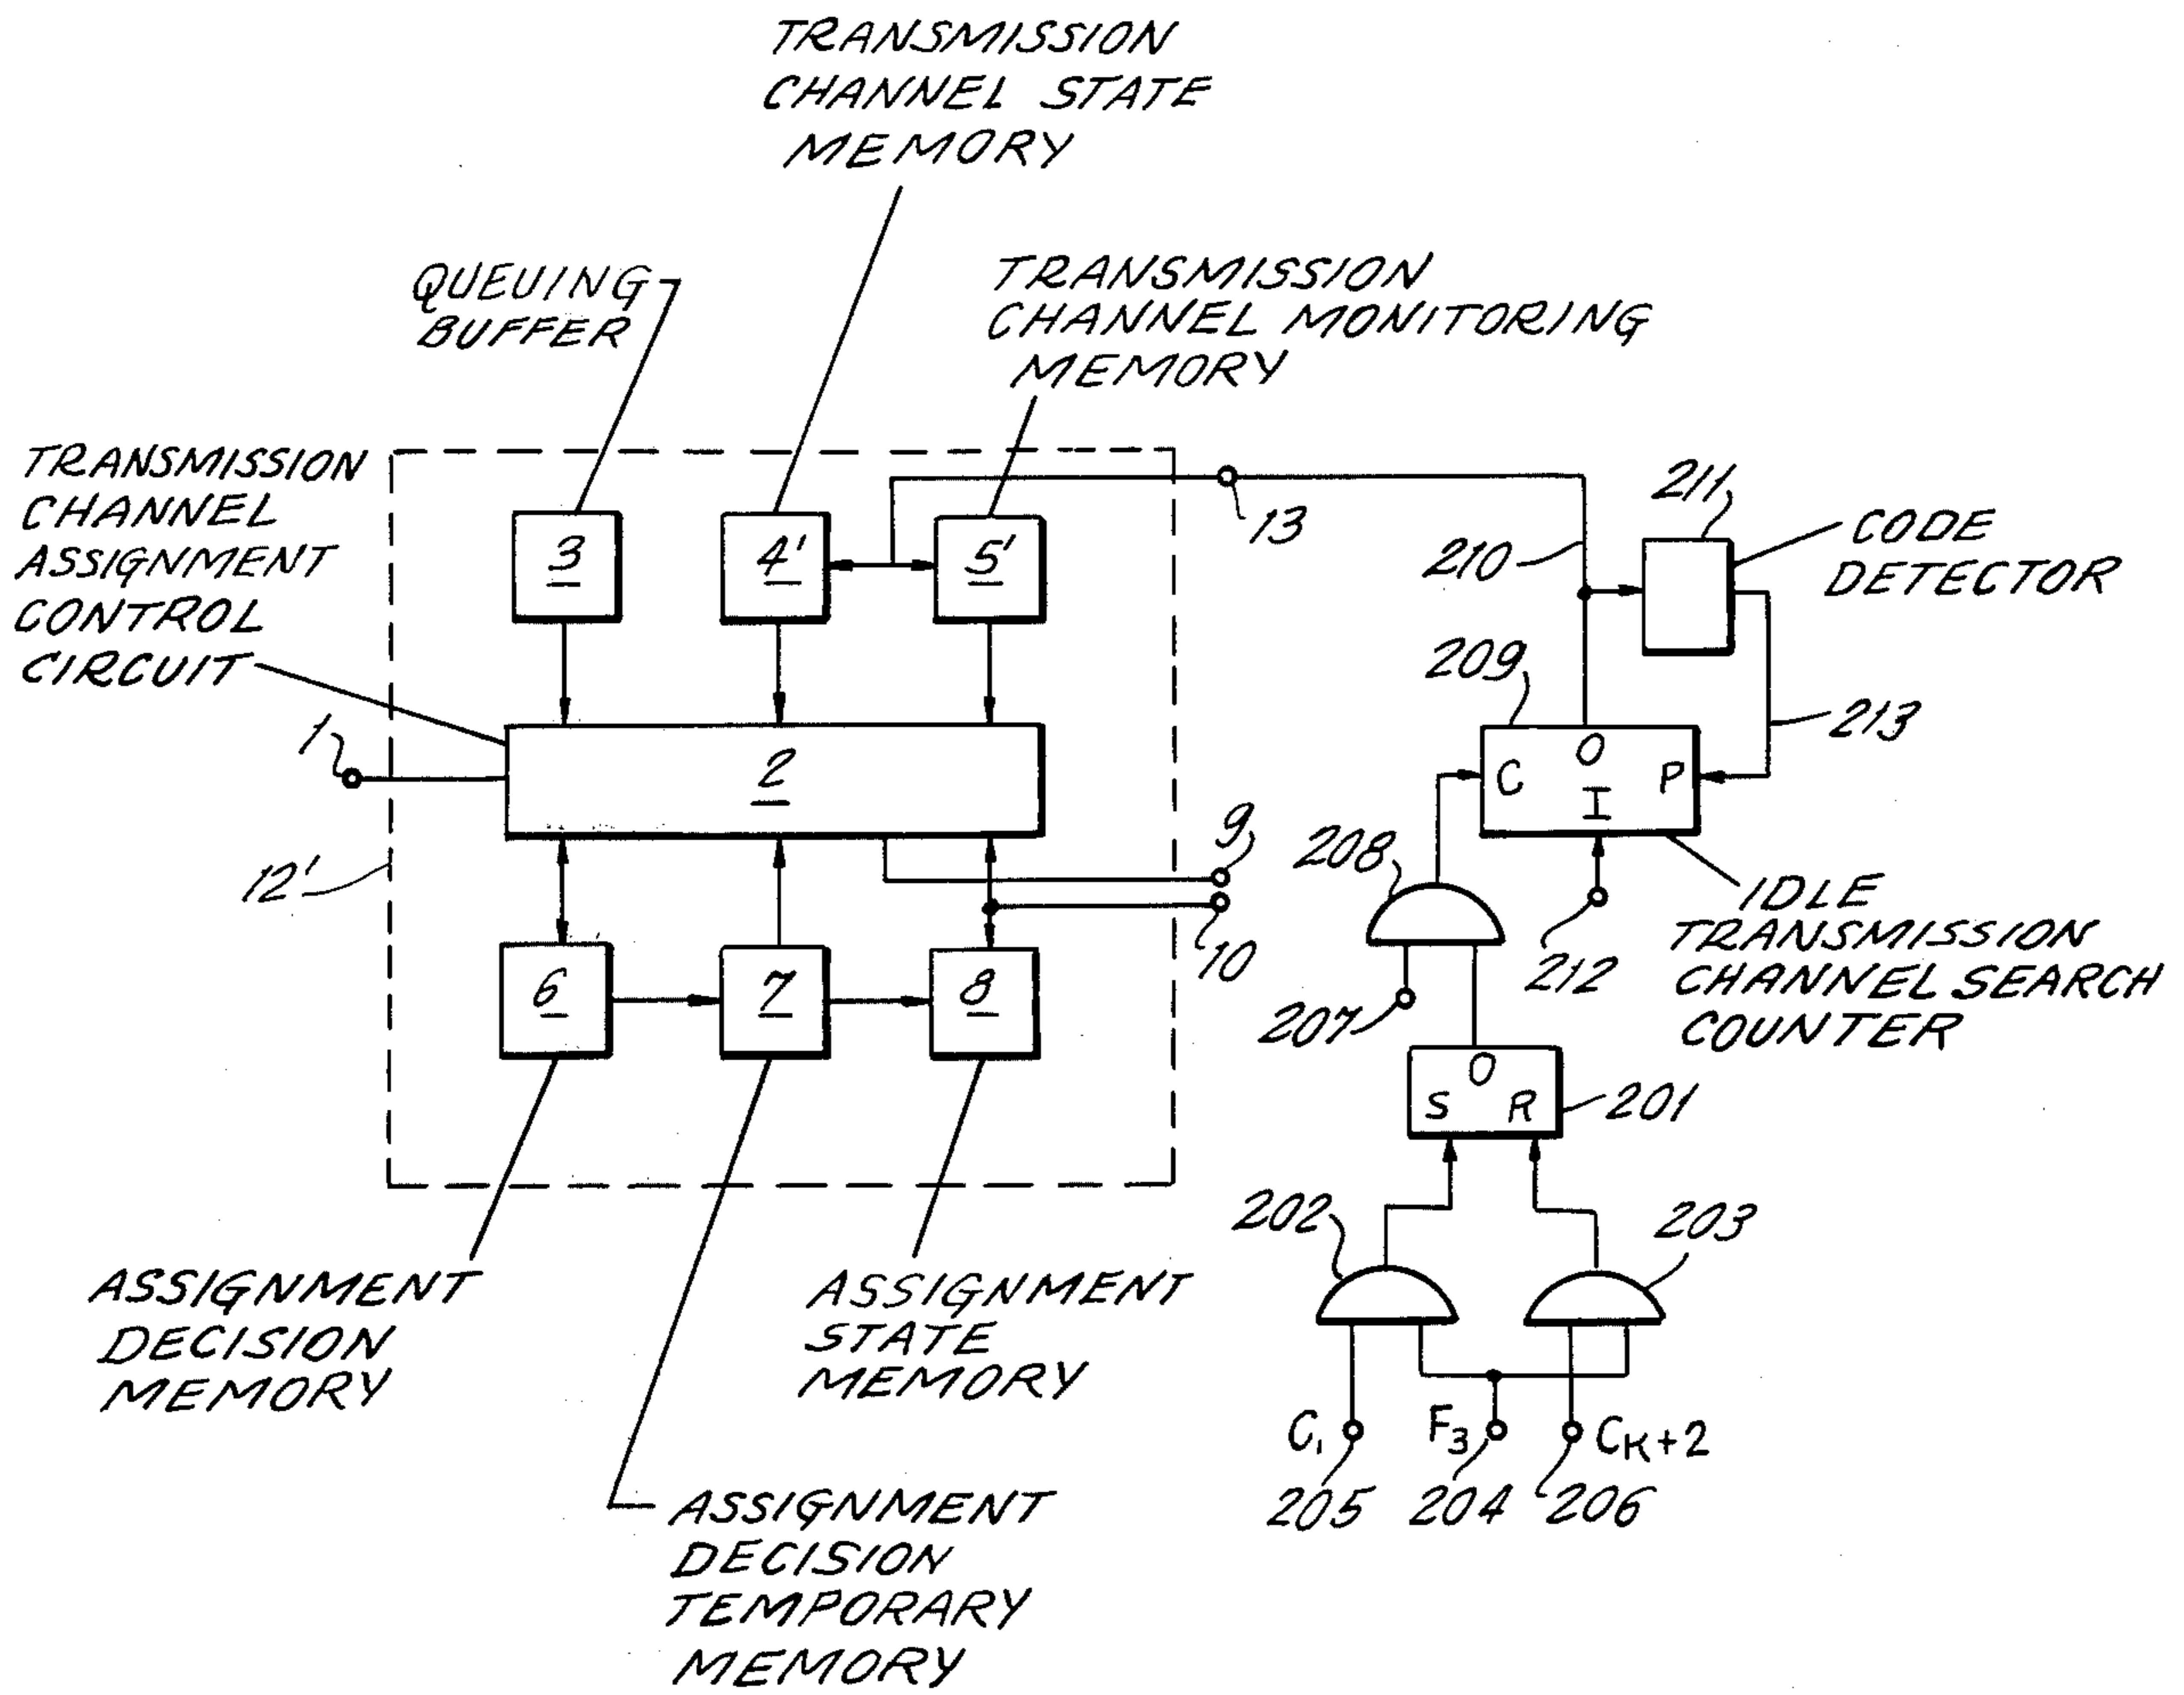 TRANSMISSION
CHANNEL STATE
MEMORY
QUEUING
BUFFER
TRANSMISSION
CHANNEL MONITORING
MEMORY
TRANSMISSION
CHANNEL
ASSIGNMENT
CONTROL
CIRCUIT
3
4'
5'
13
211
CODE
DETECTOR
210
209
213
1
2
C
O
I
P
9
208
12'
10
212
IDLE
TRANSMISSION
CHANNEL SEARCH
COUNTER
6
7
8
207
O
S
R
201
202
203
ASSIGNMENT
DECISION
MEMORY
ASSIGNMENT
STATE
MEMORY
C1
F3
CK+2
205
204
206
ASSIGNMENT
DECISION
TEMPORARY
MEMORY